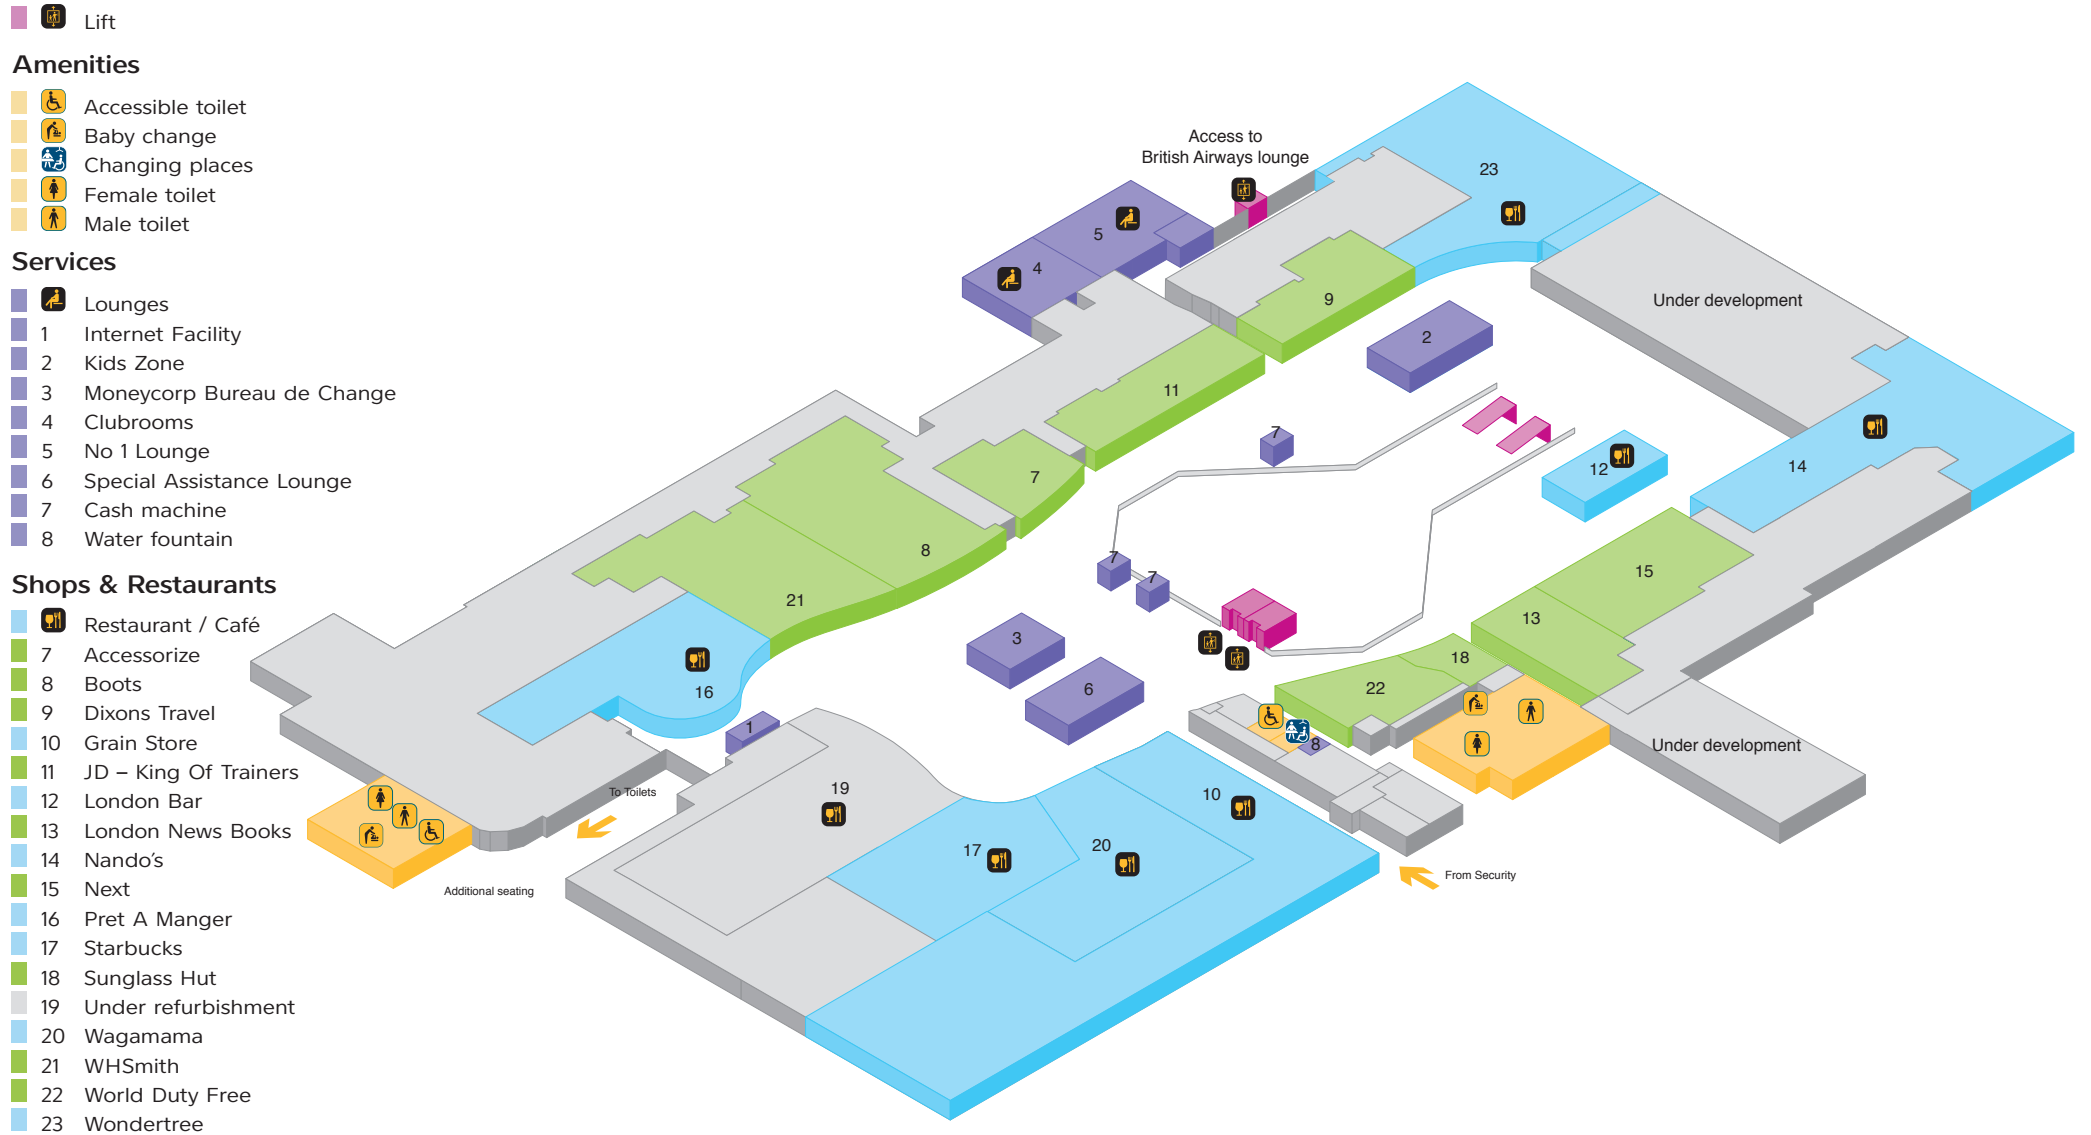 Lift
Amenities
Accessible toilet
Baby change
Changing places
Female toilet
Male toilet
Services
Lounges
1 Internet Facility
2 Kids Zone
3 Moneycorp Bureau de Change
4 Clubrooms
5 No 1 Lounge
6 Special Assistance Lounge
7 Cash machine
8 Water fountain
Shops & Restaurants
Restaurant / Café
7 Accessorize
8 Boots
9 Dixons Travel
10 Grain Store
11 JD – King Of Trainers
12 London Bar
13 London News Books
14 Nando's
15 Next
16 Pret A Manger
17 Starbucks
18 Sunglass Hut
19 Under refurbishment
20 Wagamama
21 WHSmith
22 World Duty Free
23 Wondertree
Access to
British Airways lounge
23
5
4
9
Under development
2
11
7
12
14
7
8
7
7
15
21
13
3
18
16
6
22
1
8
Under development
To Toilets
19
10
17
20
From Security
Additional seating